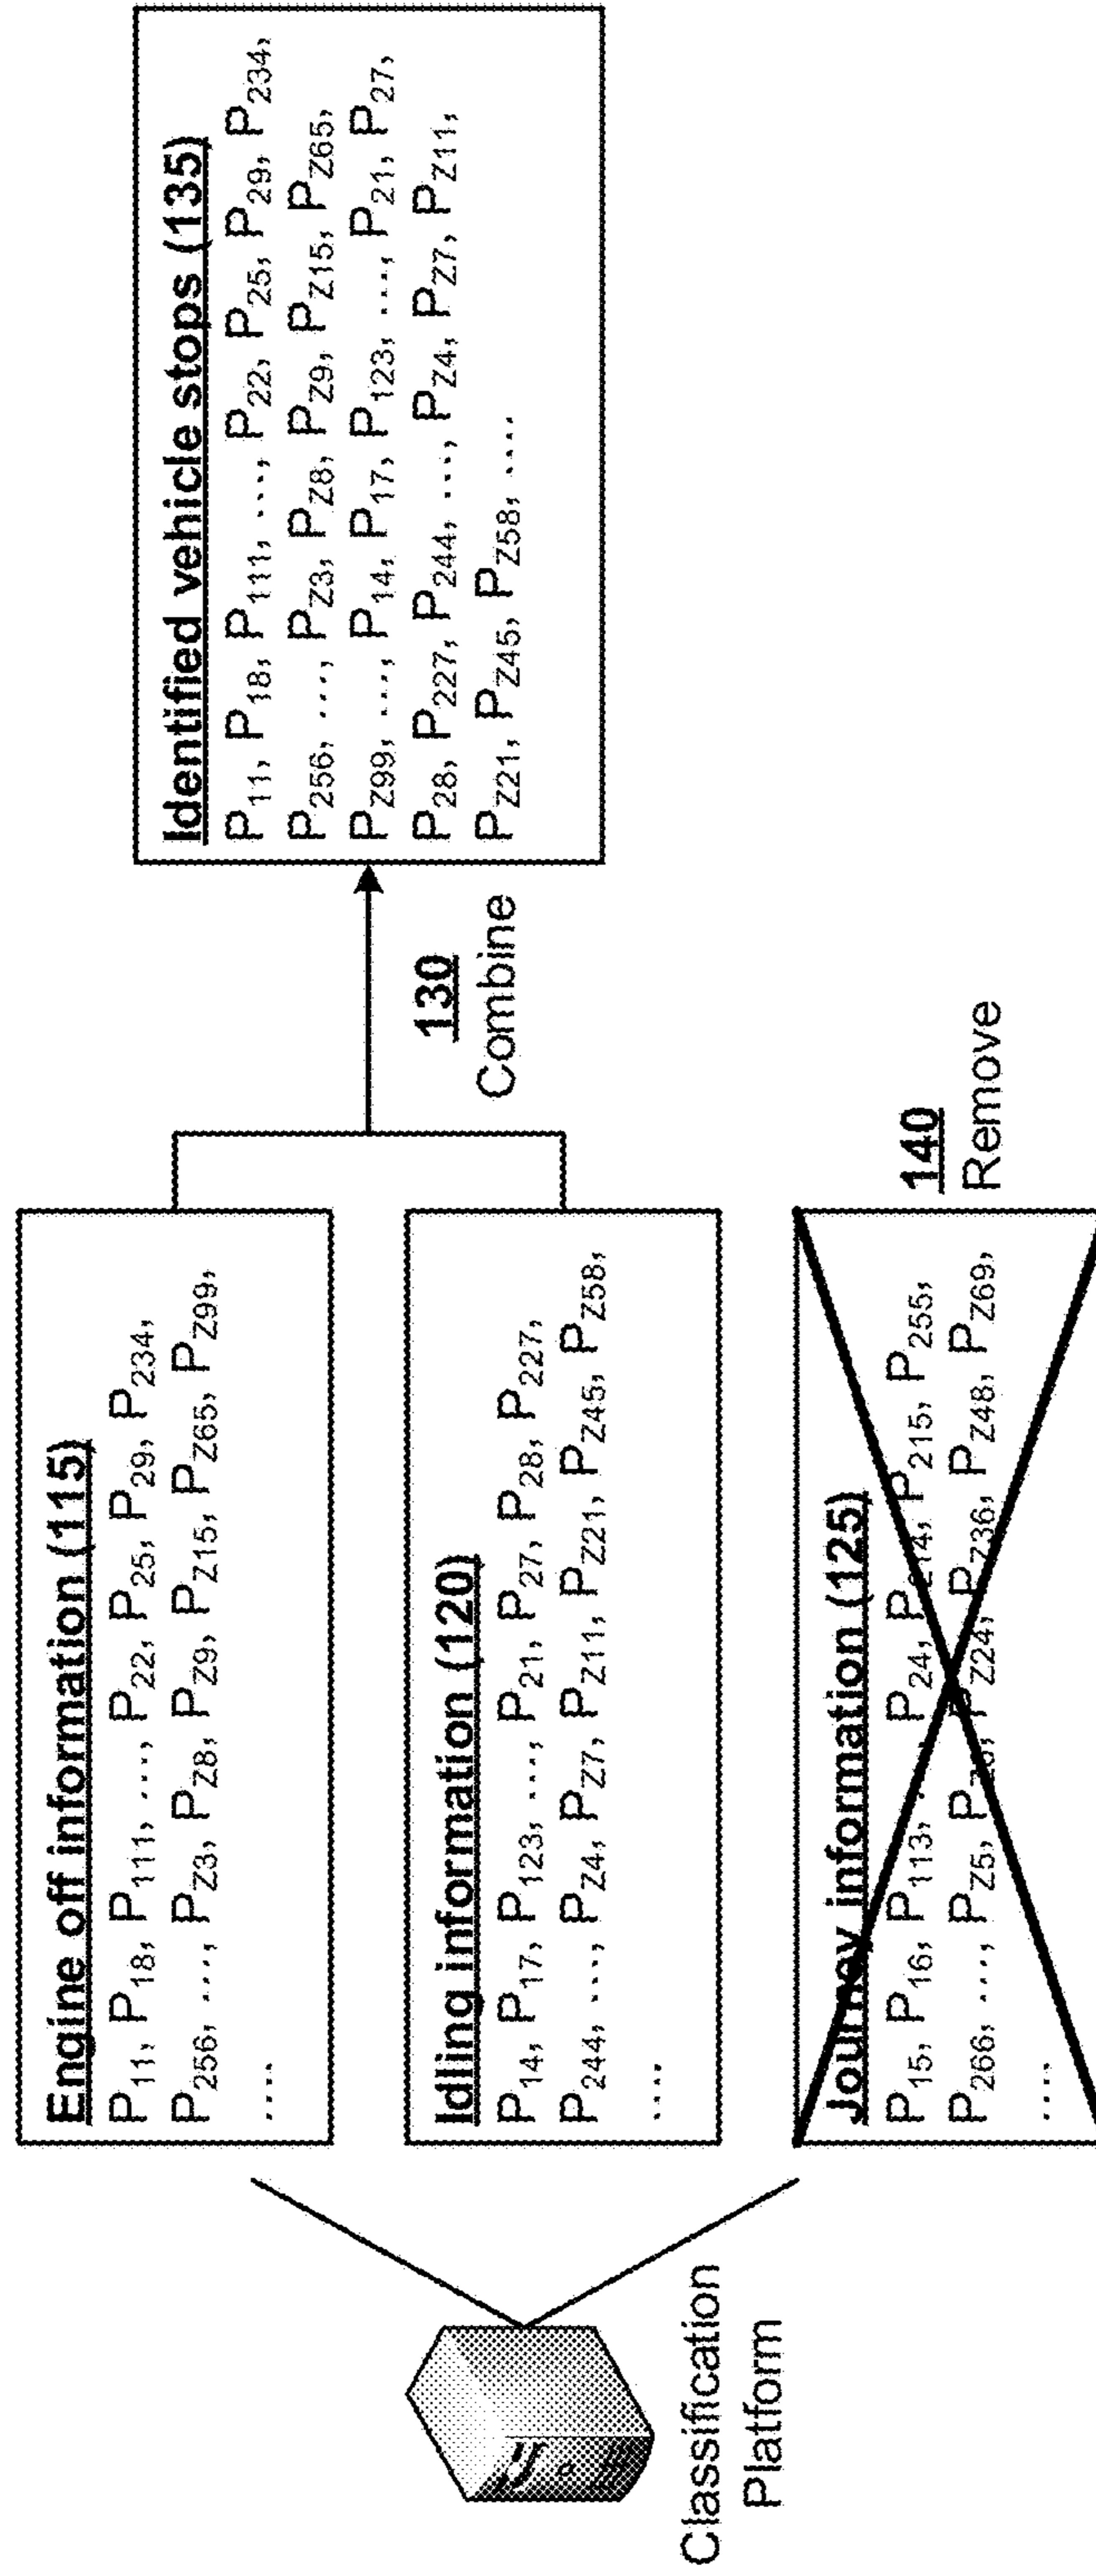 Classification
Platform
Engine off information (115)
P11, P18, P111, ..., P22, P25, P29, P234,
P256, ..., PZ3, PZ8, PZ9, PZ15, PZ65, PZ99,
....
Idling information (120)
P14, P17, P123, ..., P21, P27, P28, P227,
P244, ..., PZ4, PZ7, PZ11, PZ21, PZ45, PZ58,
....
Journey information (125)
P15, P16, P113, ..., P24, P214, P215, P255,
P266, ..., PZ5, PZ6, PZ24, PZ36, PZ48, PZ69,
....
130
Combine
140
Remove
Identified vehicle stops (135)
P11, P18, P111, ..., P22, P25, P29, P234,
P256, ..., PZ3, PZ8, PZ9, PZ15, PZ65,
PZ99, ..., P14, P17, P123, ..., P21, P27,
P28, P227, P244, ..., PZ4, PZ7, PZ11,
PZ21, PZ45, PZ58, ....